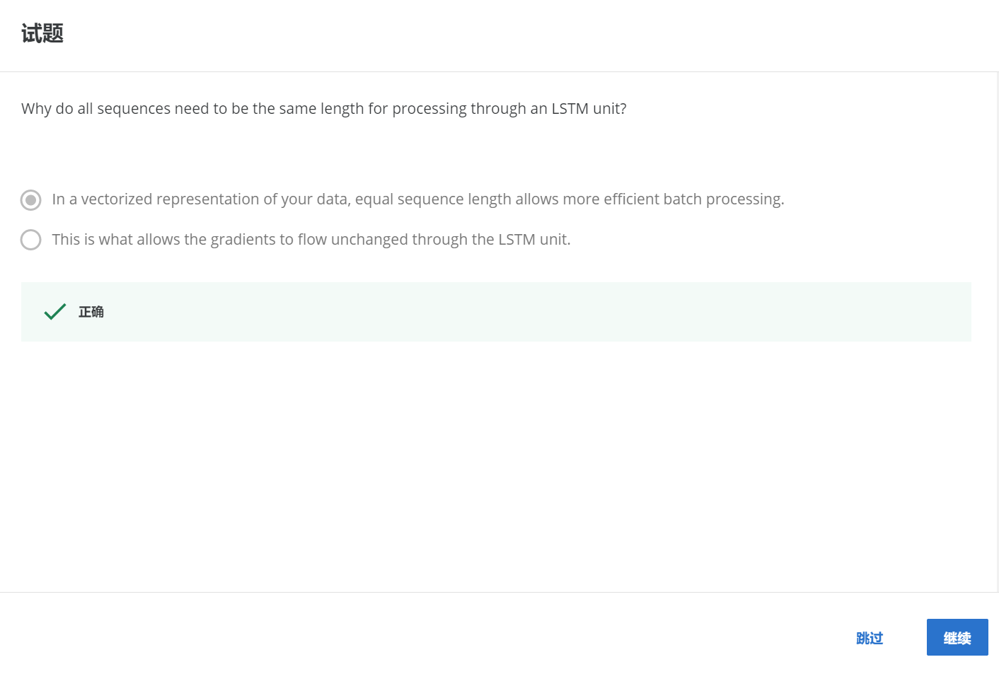 试题
Why do all sequences need to be the same length for processing through an LSTM unit?
In a vectorized representation of your data, equal sequence length allows more efficient batch processing.
This is what allows the gradients to flow unchanged through the LSTM unit.
正确
跳过
继续